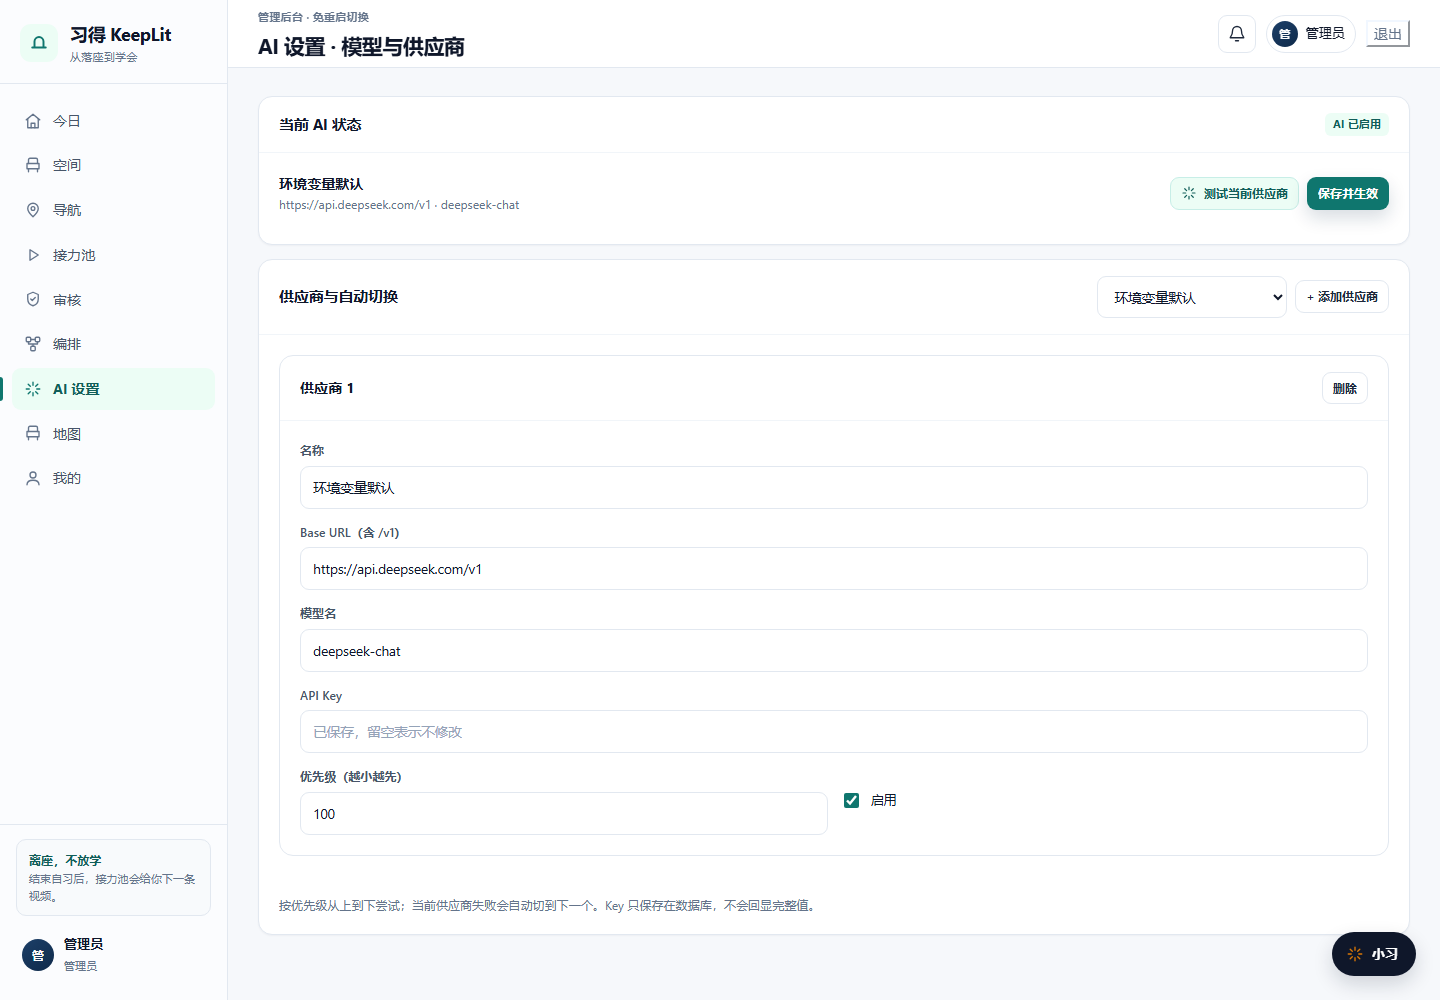 习得 KeepLit
从落座到学会
今日
空间
导航
接力池
审核
编排
AI 设置
地图
我的
离座，不放学
结束自习后，接力池会给你下一条
视频。
管
管理员
管理员
管理后台 · 免重启切换
AI 设置 · 模型与供应商
管
管理员
退出
当前 AI 状态
AI 已启用
环境变量默认
https://api.deepseek.com/v1 · deepseek-chat
测试当前供应商
保存并生效
供应商与自动切换
环境变量默认
+ 添加供应商
供应商 1
删除
名称
环境变量默认
Base URL（含 /v1）
https://api.deepseek.com/v1
模型名
deepseek-chat
API Key
已保存，留空表示不修改
优先级（越小越先）
100
启用
按优先级从上到下尝试；当前供应商失败会自动切到下一个。Key 只保存在数据库，不会回显完整值。
小习